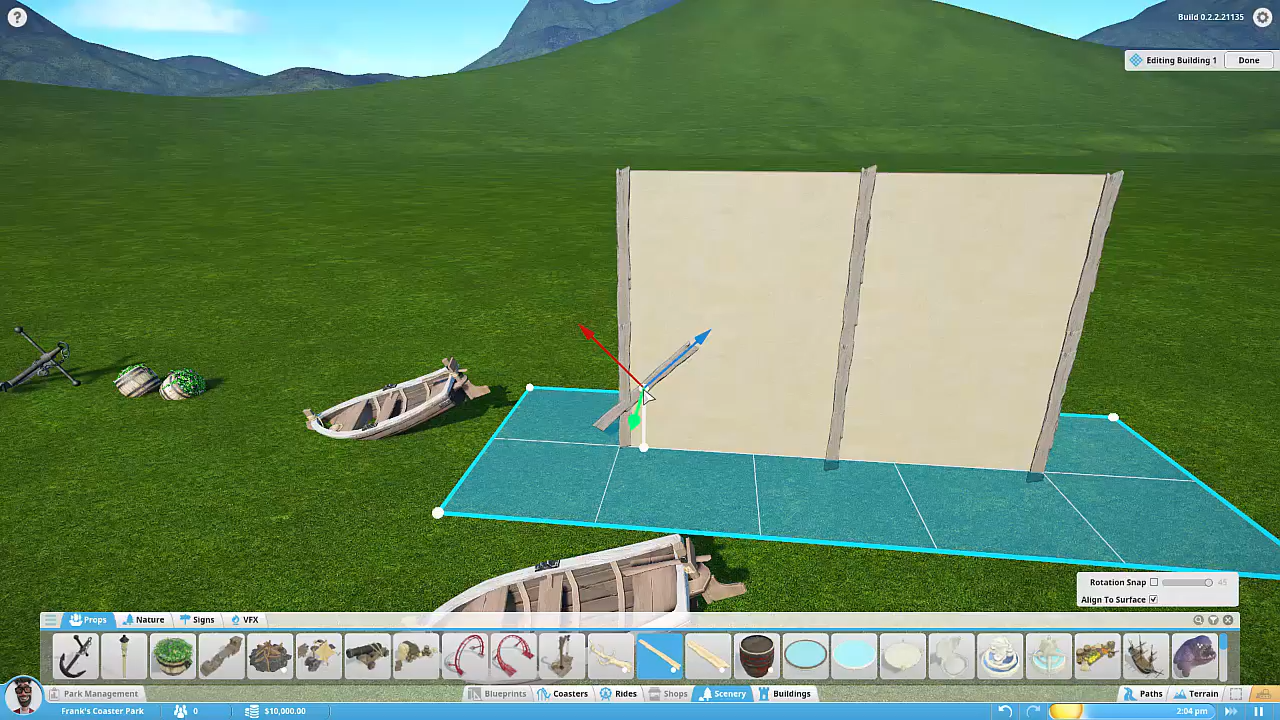 ?
Build 0.2.2.21135
Editing Building 1
Done
Rotation Snap
45
Align To Surface
Props
Nature
Signs
VFX
Park Management
Blueprints
Coasters
Rides
Shops
Scenery
Buildings
Paths
Terrain
Frank's Coaster Park
0
$10,000.00
2:04 pm